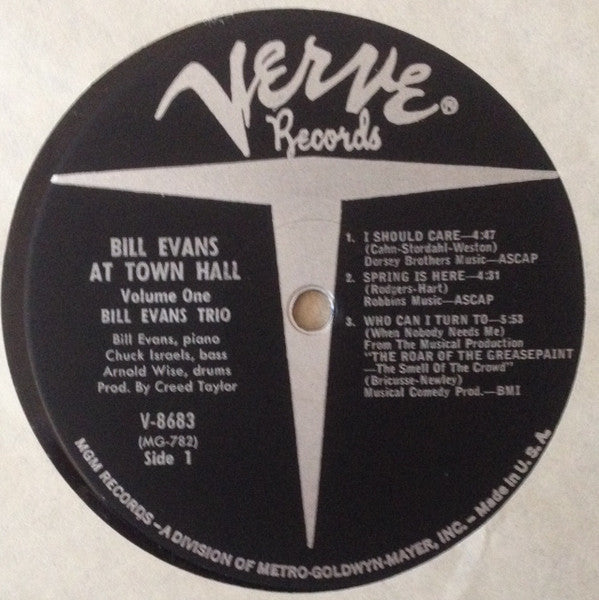 VERVE®
Records
BILL EVANS
AT TOWN HALL
Volume One
BILL EVANS TRIO
Bill Evans, piano
Chuck Israels, bass
Arnold Wise, drums
Prod. By Creed Taylor
V-8683
(MG-782)
Side 1
1. I SHOULD CARE—4:47
(Cahn-Stordahl-Weston)
Dorsey Brothers Music—ASCAP
2. SPRING IS HERE—4:31
(Rodgers-Hart)
Robbins Music—ASCAP
3. WHO CAN I TURN TO—5:53
(When Nobody Needs Me)
From The Musical Production
"THE ROAR OF THE GREASEPAINT
—The Smell Of The Crowd"
(Bricusse-Newley)
Musical Comedy Prod.—BMI
MGM RECORDS – A DIVISION OF METRO-GOLDWYN-MAYER, INC. – Made in U. S. A.